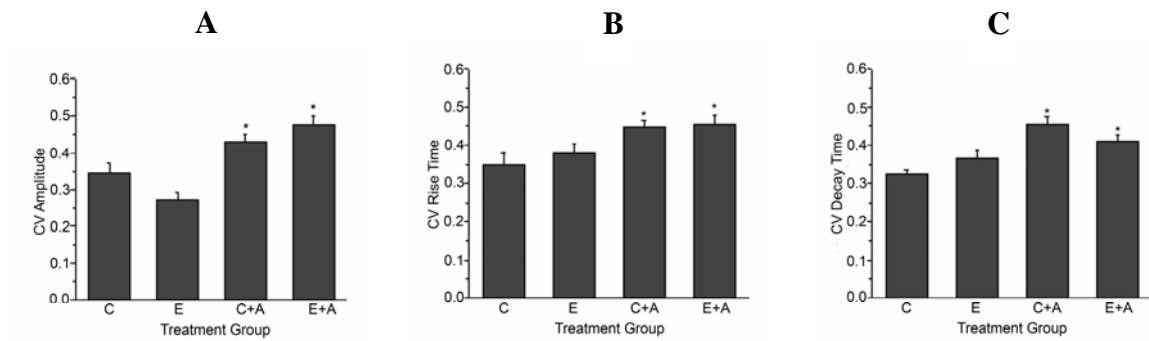 A
CV Amplitude
0.6
0.5
0.4
0.3
0.2
0.1
0.0
* *
C E C+A E+A
Treatment Group
B
CV Rise Time
0.6
0.5
0.4
0.3
0.2
0.1
0.0
* *
C E C+A E+A
Treatment Group
C
CV Decay Time
0.6
0.5
0.4
0.3
0.2
0.1
0.0
* *
C E C+A E+A
Treatment Group